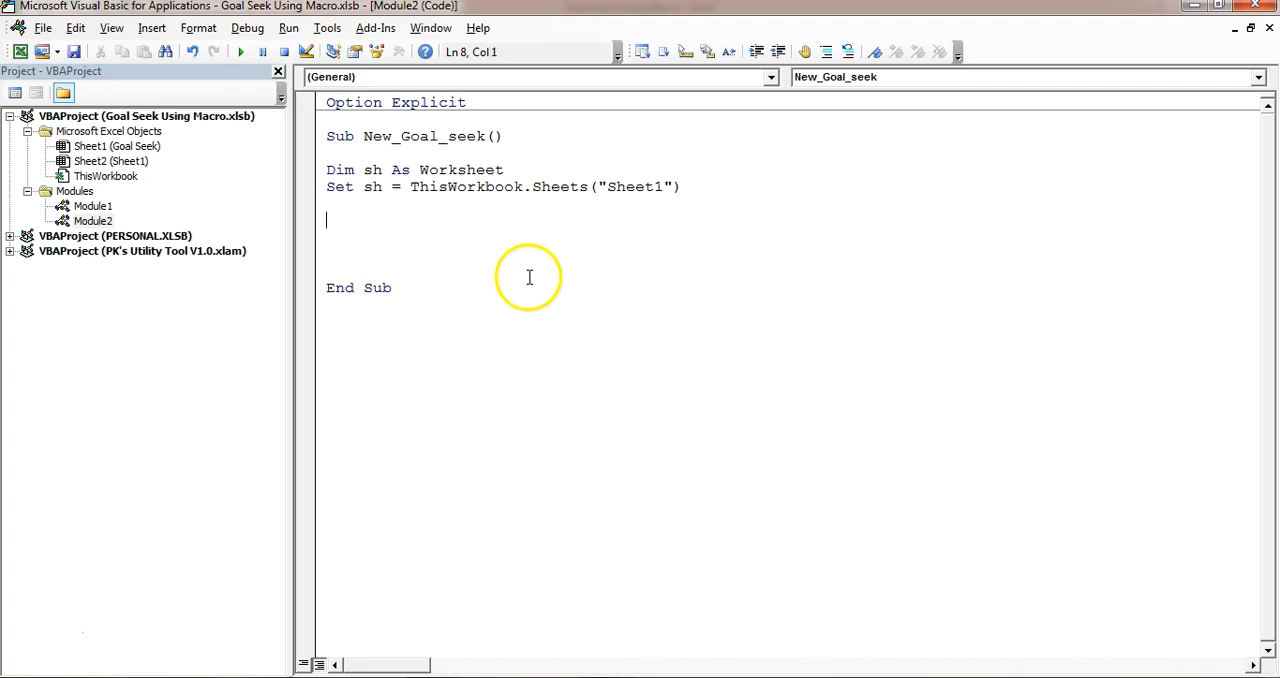 Microsoft Visual Basic for Applications - Goal Seek Using Macro.xlsb - [Module2 (Code)]
File Edit View Insert Format Debug Run Tools Add-Ins Window Help
Ln 8, Col 1
Project - VBAProject
(General) New_Goal_seek
VBAProject (Goal Seek Using Macro.xlsb)
Microsoft Excel Objects
Sheet1 (Goal Seek)
Sheet2 (Sheet1)
ThisWorkbook
Modules
Module1
Module2
VBAProject (PERSONAL.XLSB)
VBAProject (PK's Utility Tool V1.0.xlam)
Option Explicit
Sub New_Goal_seek()
Dim sh As Worksheet
Set sh = ThisWorkbook.Sheets("Sheet1")
End Sub